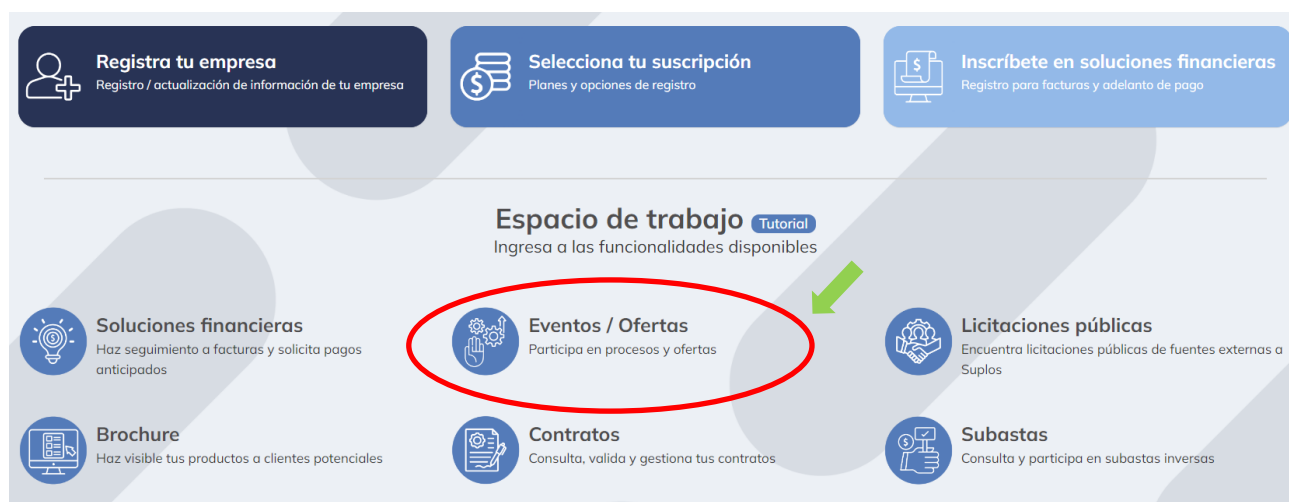 Registra tu empresa
Registro / actualización de información de tu empresa
Selecciona tu suscripción
Planes y opciones de registro
Inscríbete en soluciones financieras
Registro para facturas y adelanto de pago
Espacio de trabajo Tutorial
Ingresa a las funcionalidades disponibles
Soluciones financieras
Haz seguimiento a facturas y solicita pagos
anticipados
Eventos / Ofertas
Participa en procesos y ofertas
Licitaciones públicas
Encuentra licitaciones públicas de fuentes externas a
Suplos
Brochure
Haz visible tus productos a clientes potenciales
Contratos
Consulta, valida y gestiona tus contratos
Subastas
Consulta y participa en subastas inversas